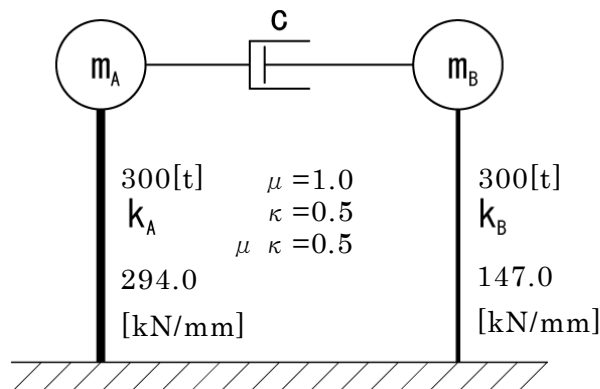 c
m_A
m_B
300[t]
k_A
294.0
[kN/mm]
μ =1.0
κ =0.5
μ κ =0.5
300[t]
k_B
147.0
[kN/mm]